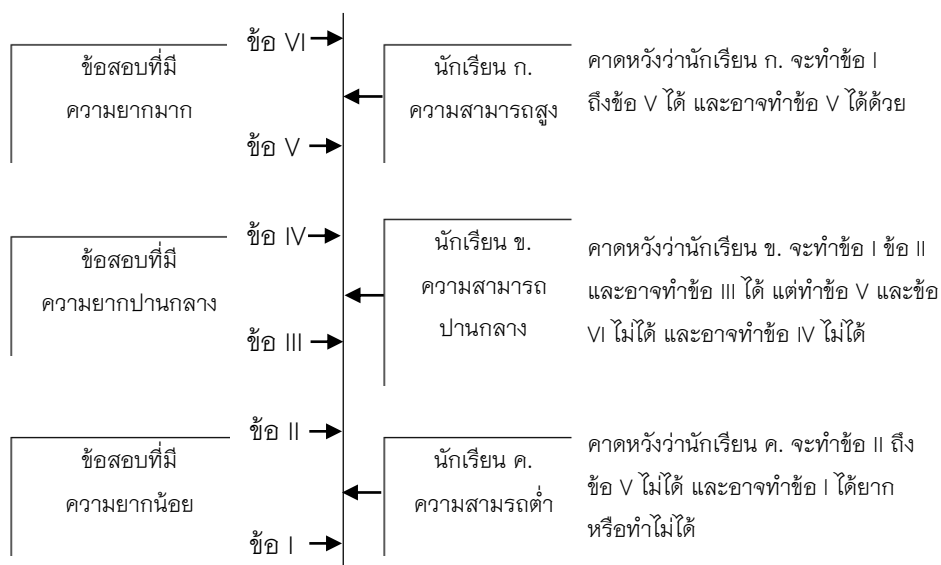 ข้อ VI
ข้อสอบที่มี
ความยากมาก
ข้อ V
นักเรียน ก.
ความสามารถสูง
คาดหวังว่านักเรียน ก. จะทำข้อ I
ถึงข้อ V ได้ และอาจทำข้อ V ได้ด้วย
ข้อ IV
ข้อสอบที่มี
ความยากปานกลาง
ข้อ III
นักเรียน ข.
ความสามารถ
ปานกลาง
คาดหวังว่านักเรียน ข. จะทำข้อ I ข้อ II
และอาจทำข้อ III ได้ แต่ทำข้อ V และข้อ
VI ไม่ได้ และอาจทำข้อ IV ไม่ได้
ข้อ II
ข้อสอบที่มี
ความยากน้อย
ข้อ I
นักเรียน ค.
ความสามรถต่ำ
คาดหวังว่านักเรียน ค. จะทำข้อ II ถึง
ข้อ V ไม่ได้ และอาจทำข้อ I ได้ยาก
หรือทำไม่ได้